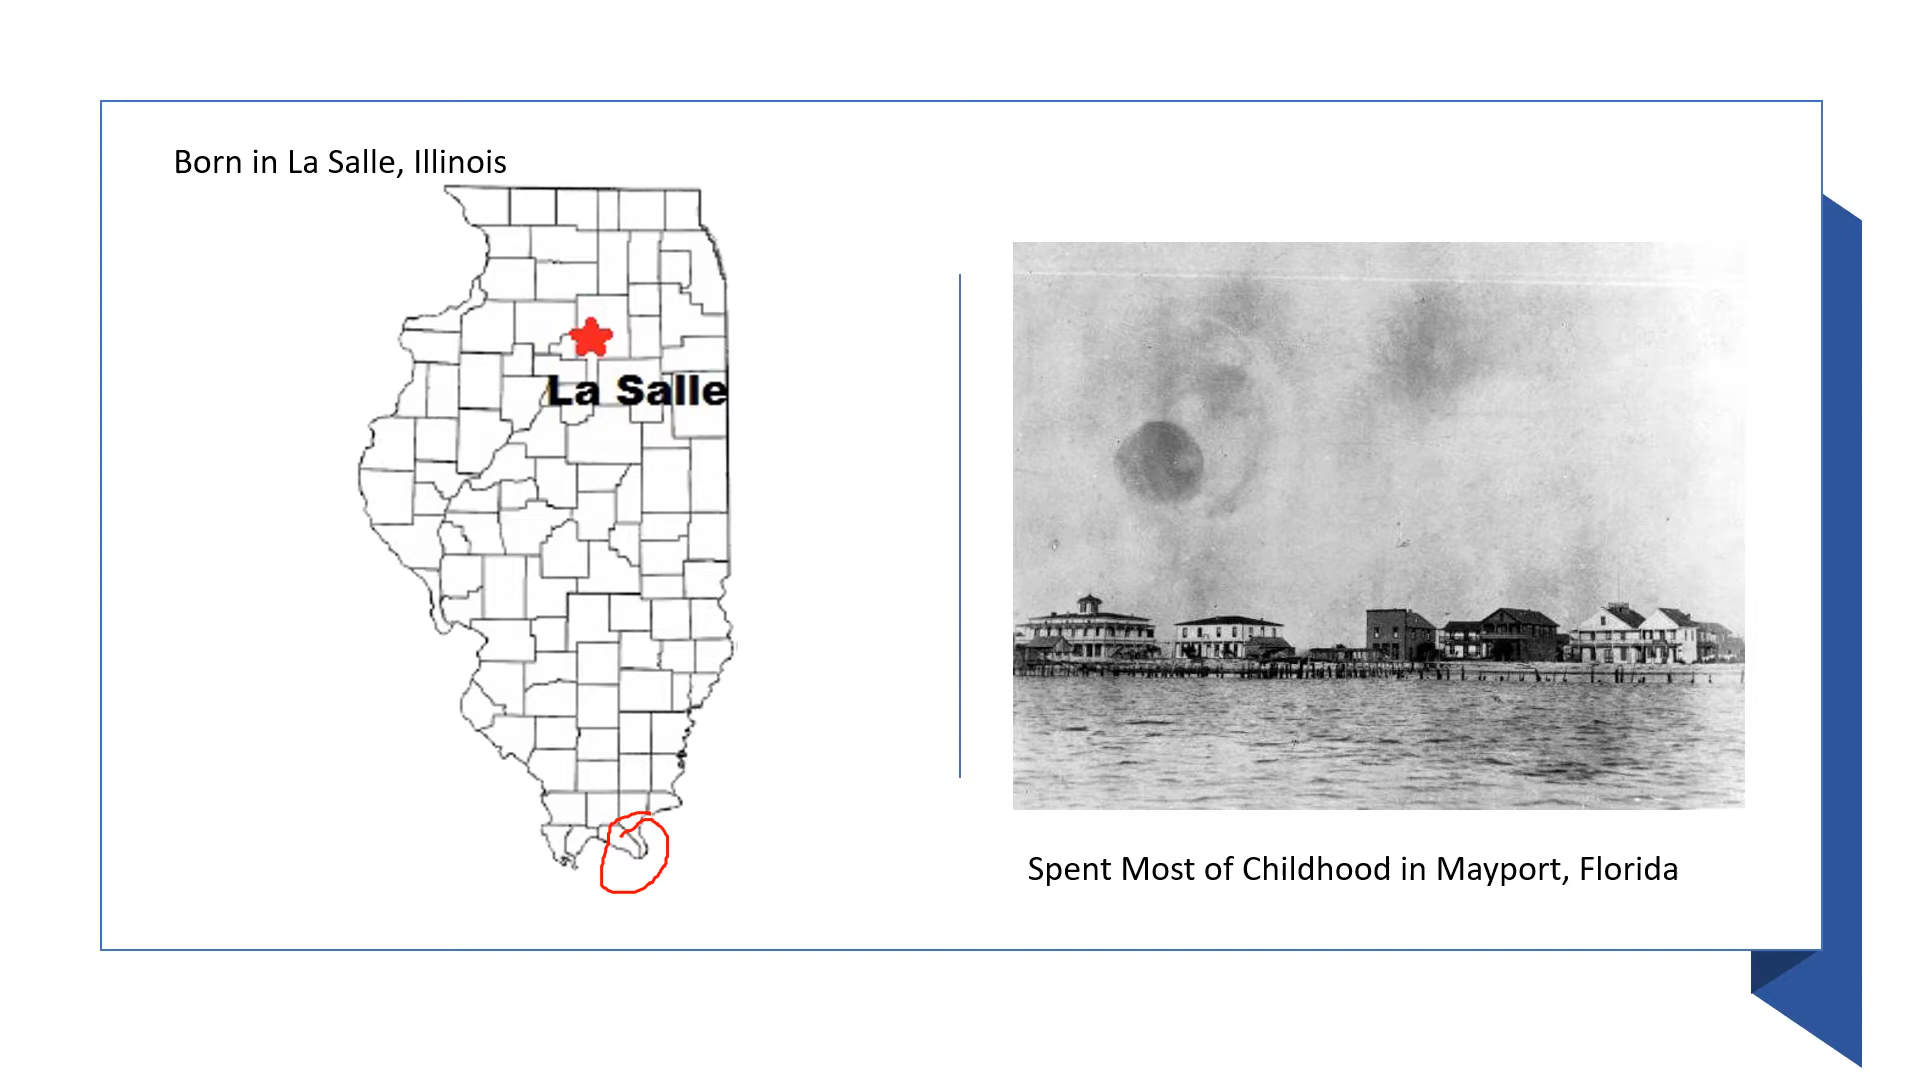 Born in La Salle, Illinois
La Salle
Spent Most of Childhood in Mayport, Florida